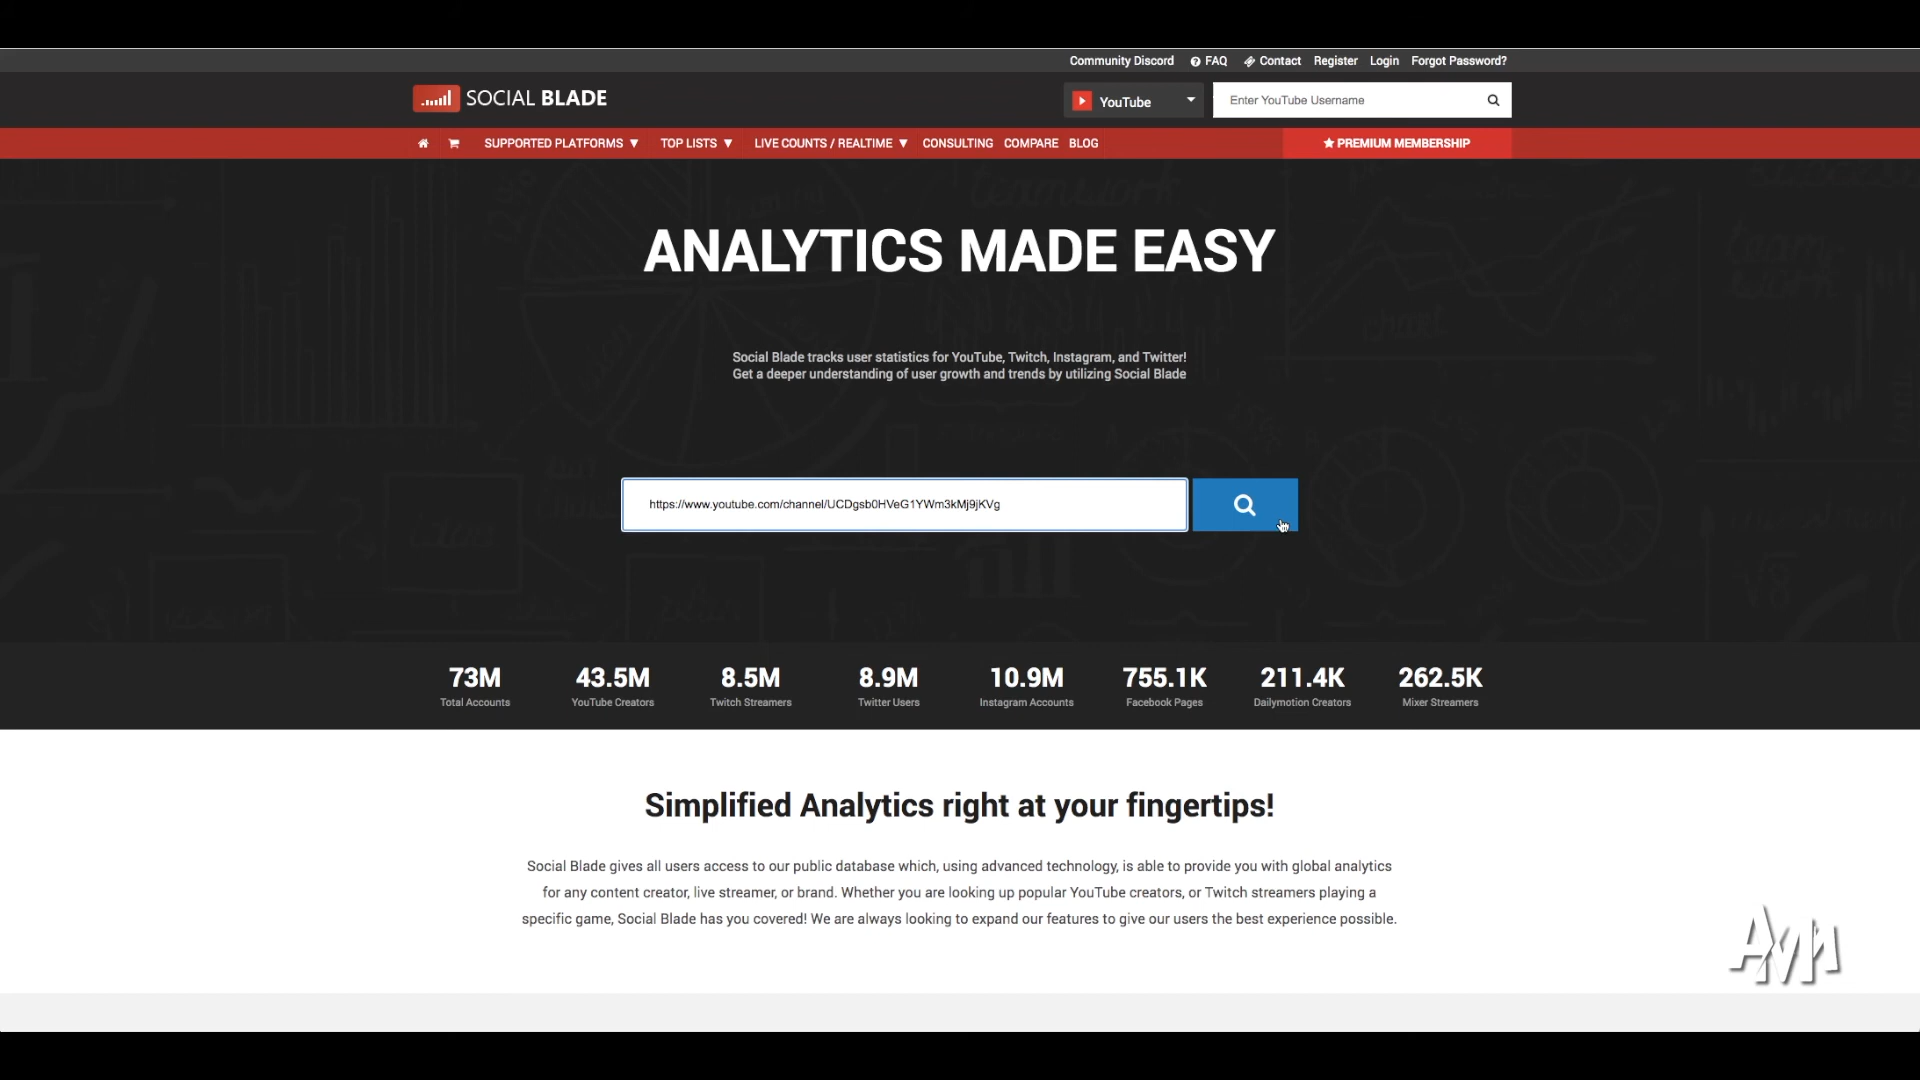 Community Discord FAQ Contact Register Login Forgot Password?
SOCIAL BLADE
YouTube
Enter YouTube Username
SUPPORTED PLATFORMS TOP LISTS LIVE COUNTS / REALTIME CONSULTING COMPARE BLOG
PREMIUM MEMBERSHIP
ANALYTICS MADE EASY
Social Blade tracks user statistics for YouTube, Twitch, Instagram, and Twitter!
Get a deeper understanding of user growth and trends by utilizing Social Blade
https://www.youtube.com/channel/UCDgsb0HVeG1YWm3kMj9jKVg
73M 43.5M 8.5M 8.9M 10.9M 755.1K 211.4K 262.5K
Total Accounts YouTube Creators Twitch Streamers Twitter Users Instagram Accounts Facebook Pages Dailymotion Creators Mixer Streamers
Simplified Analytics right at your fingertips!
Social Blade gives all users access to our public database which, using advanced technology, is able to provide you with global analytics
for any content creator, live streamer, or brand. Whether you are looking up popular YouTube creators, or Twitch streamers playing a
specific game, Social Blade has you covered! We are always looking to expand our features to give our users the best experience possible.